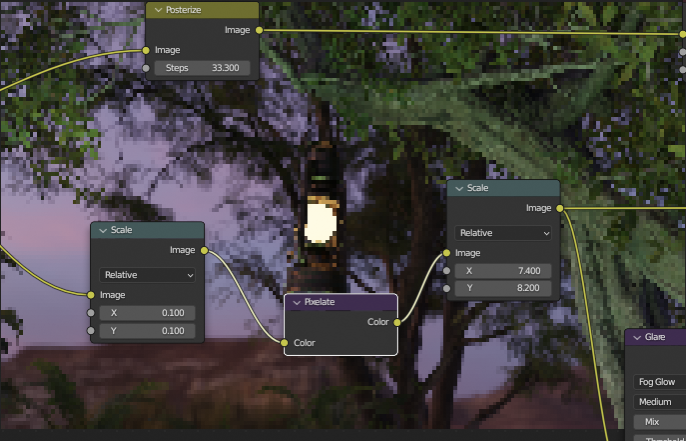 Posterize
Image
Image
Steps 33.300
Scale
Image
Relative
Image
X 0.100
Y 0.100
Pixelate
Color
Color
Scale
Image
Relative
Image
X 7.400
Y 8.200
Glare
Fog Glow
Medium
Mix